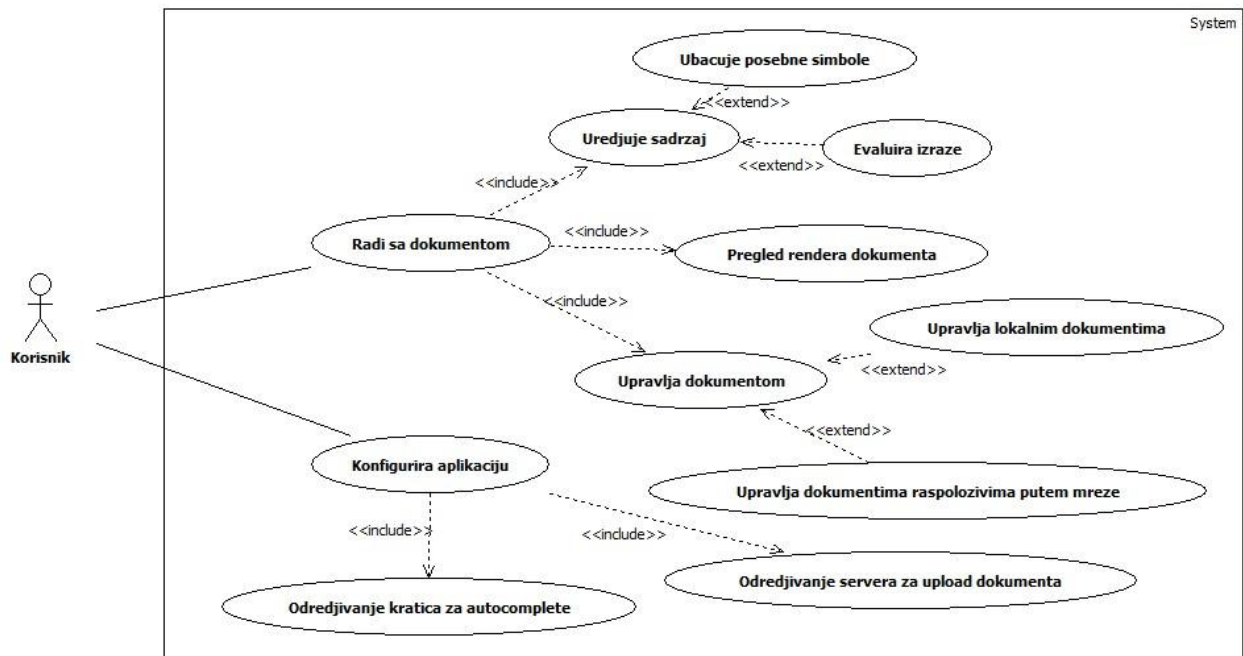 System
Ubacuje posebne simbole
<<extend>>
Uredjuje sadrzaj
Evaluira izraze
<<extend>>
<<include>>
Radi sa dokumentom
<<include>>
Pregled rendera dokumenta
<<include>>
Upravlja lokalnim dokumentima
Korisnik
Upravlja dokumentom
<<extend>>
<<extend>>
Konfigurira aplikaciju
Upravlja dokumentima raspolozivima putem mreze
<<include>>
<<include>>
Odredjivanje servera za upload dokumenta
Odredjivanje kratica za autocomplete